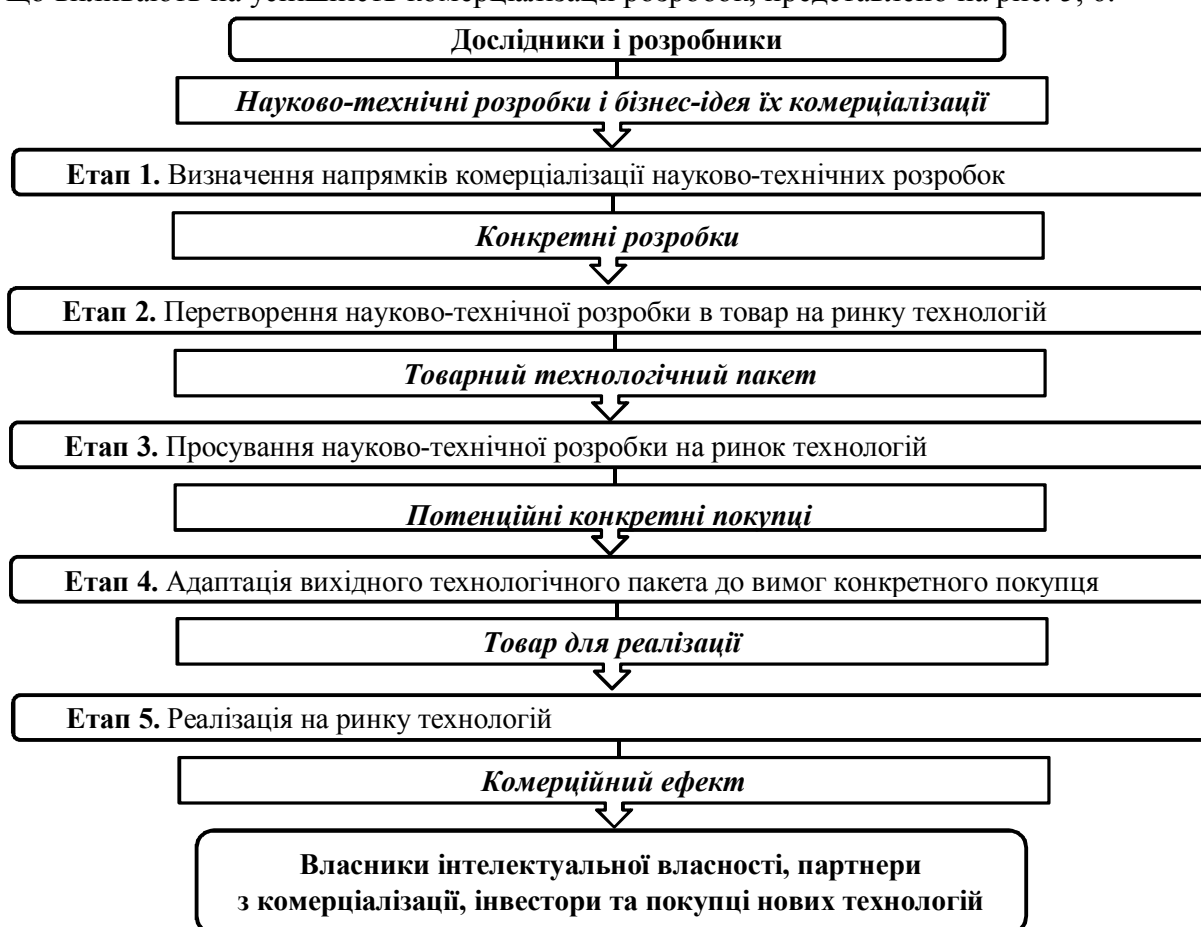 що впливають на успішність комерціалізації розробок, представлено на рис. 5, 6.
Дослідники і розробники
Науково-технічні розробки і бізнес-ідея їх комерціалізації
Етап 1. Визначення напрямків комерціалізації науково-технічних розробок
Конкретні розробки
Етап 2. Перетворення науково-технічної розробки в товар на ринку технологій
Товарний технологічний пакет
Етап 3. Просування науково-технічної розробки на ринок технологій
Потенційні конкретні покупці
Етап 4. Адаптація вихідного технологічного пакета до вимог конкретного покупця
Товар для реалізації
Етап 5. Реалізація на ринку технологій
Комерційний ефект
Власники інтелектуальної власності, партнери
з комерціалізації, інвестори та покупці нових технологій